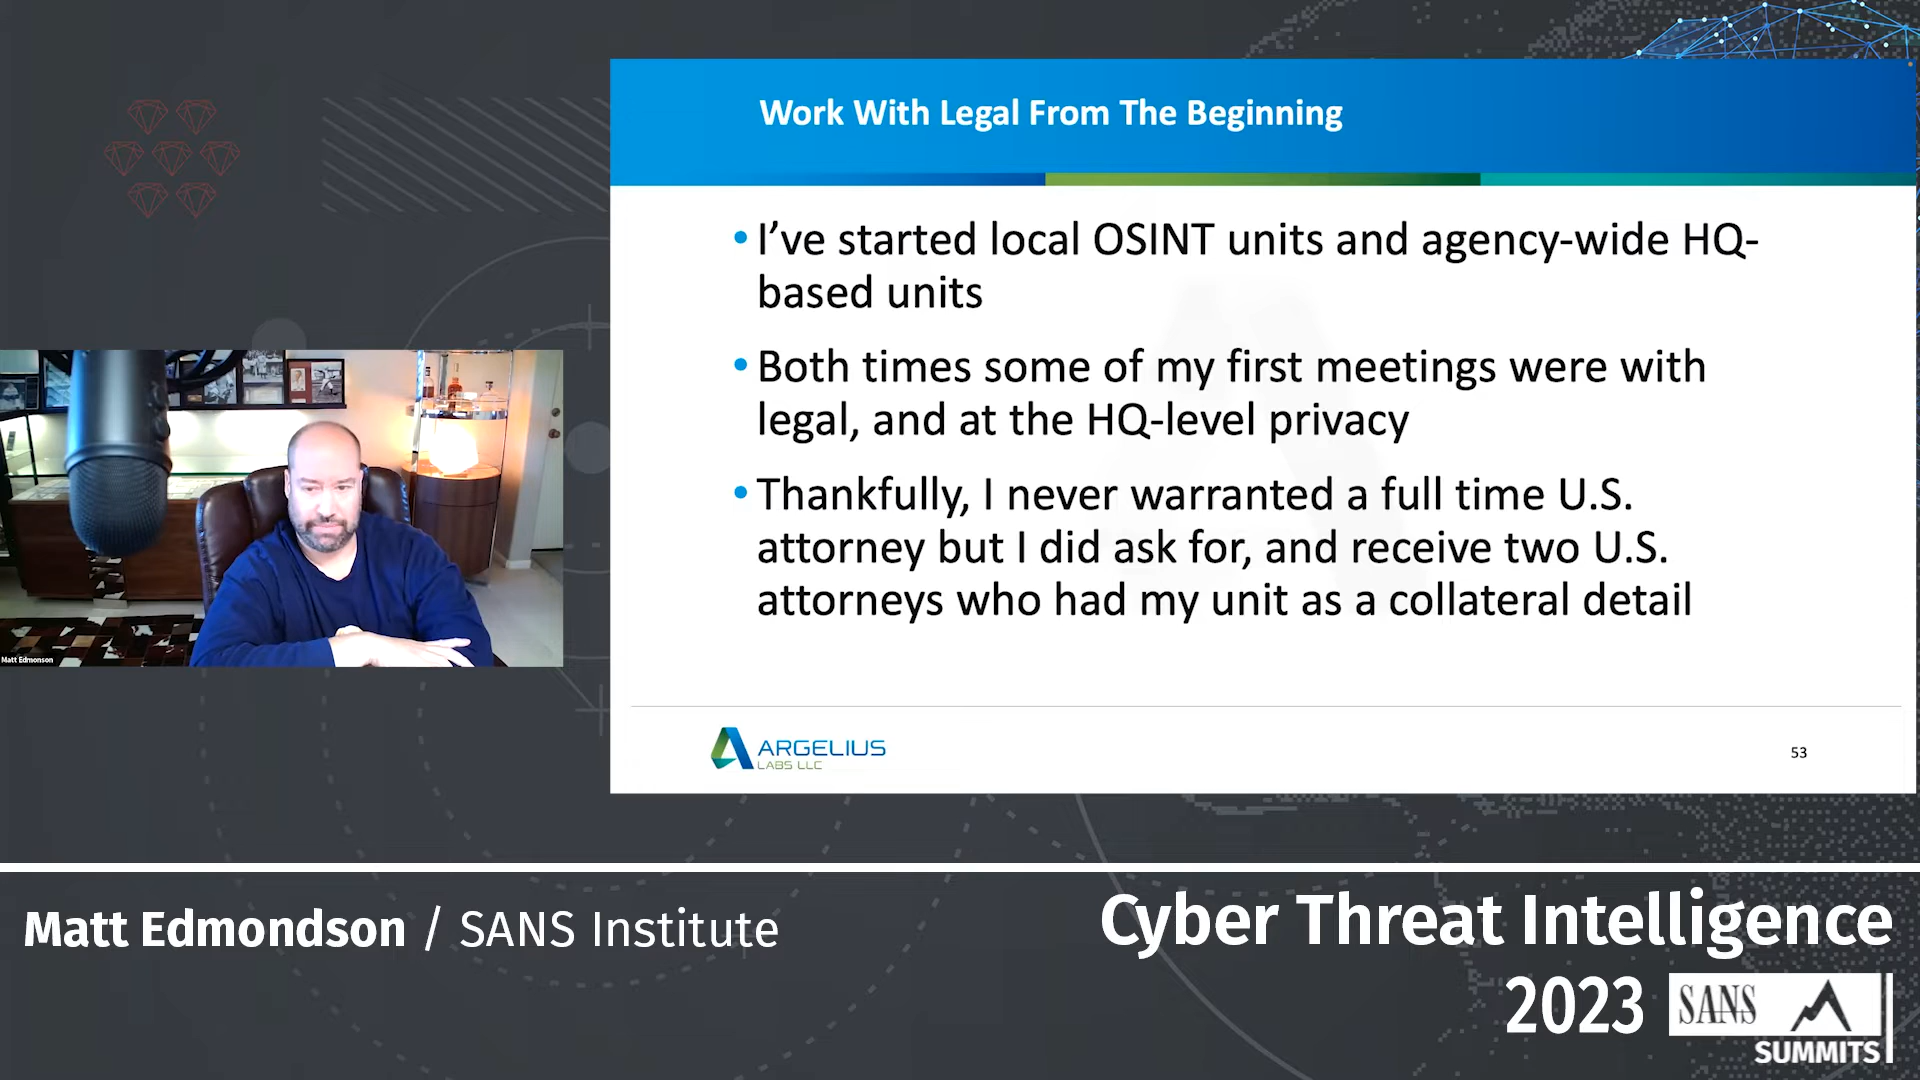 Work With Legal From The Beginning
•I’ve started local OSINT units and agency-wide HQ-
based units
•Both times some of my first meetings were with
legal, and at the HQ-level privacy
•Thankfully, I never warranted a full time U.S.
attorney but I did ask for, and receive two U.S.
attorneys who had my unit as a collateral detail
ARGELIUS
LABS LLC
53
Matt Edmonson
Matt Edmondson / SANS Institute
Cyber Threat Intelligence
2023
SANS
SUMMITS